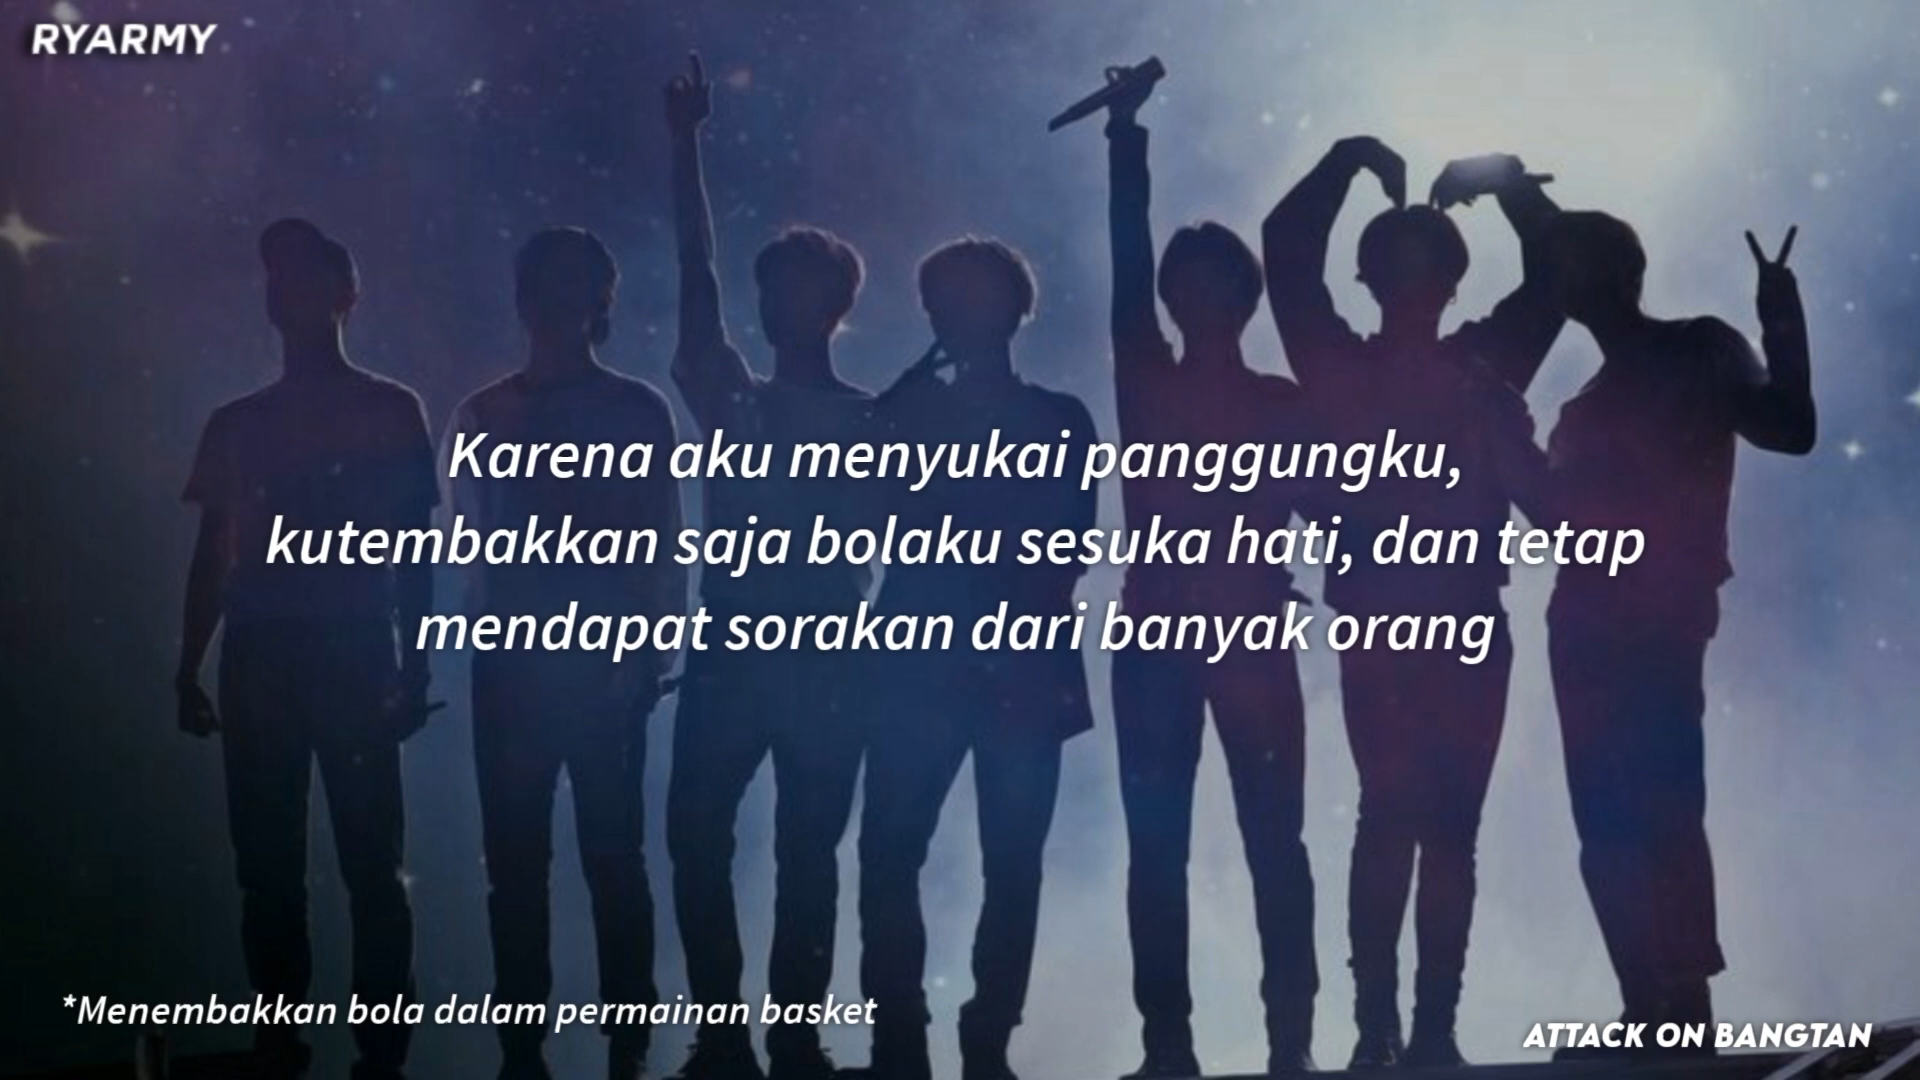 RYARMY
Karena aku menyukai panggungku,
kutembakkan saja bolaku sesuka hati, dan tetap
mendapat sorakan dari banyak orang
*Menembakkan bola dalam permainan basket
ATTACK ON BANGTAN